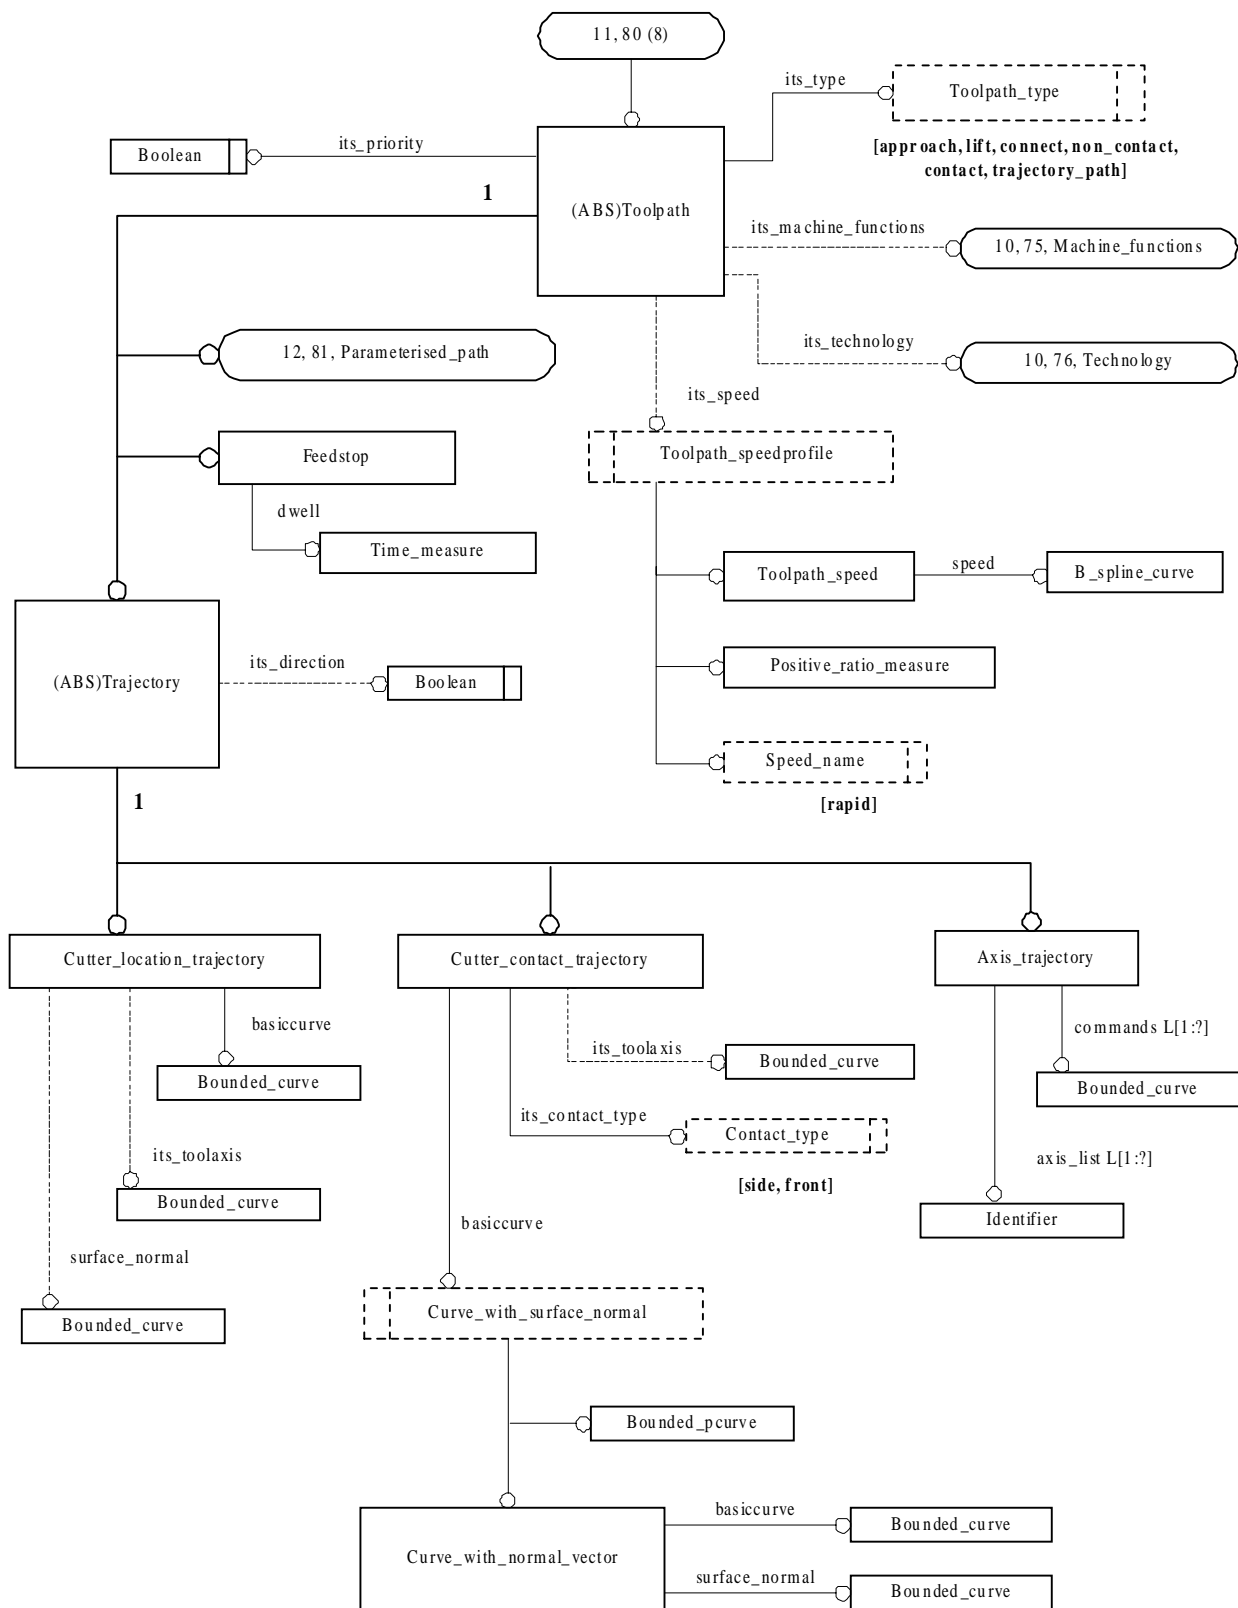 11, 80 (8)
its_type
Toolpath_type
[approach, lift, connect, non_contact,
contact, trajectory_path]
its_priority
Boolean
1
(ABS)Toolpath
its_machine_functions
10, 75, Machine_functions
its_technology
10, 76, Technology
12, 81, Parameterised_path
its_speed
Toolpath_speedprofile
Feedstop
dwell
Time_measure
Toolpath_speed
speed
B_spline_curve
(ABS)Trajectory
its_direction
Boolean
Positive_ratio_measure
Speed_name
[rapid]
1
Cutter_location_trajectory
Cutter_contact_trajectory
Axis_trajectory
basiccurve
Bounded_curve
its_toolaxis
Bounded_curve
surface_normal
Bounded_curve
its_toolaxis
Bounded_curve
its_contact_type
Contact_type
[side, front]
basiccurve
commands L[1:?]
Bounded_curve
axis_list L[1:?]
Identifier
Curve_with_surface_normal
Bounded_pcurve
Curve_with_normal_vector
basiccurve
Bounded_curve
surface_normal
Bounded_curve